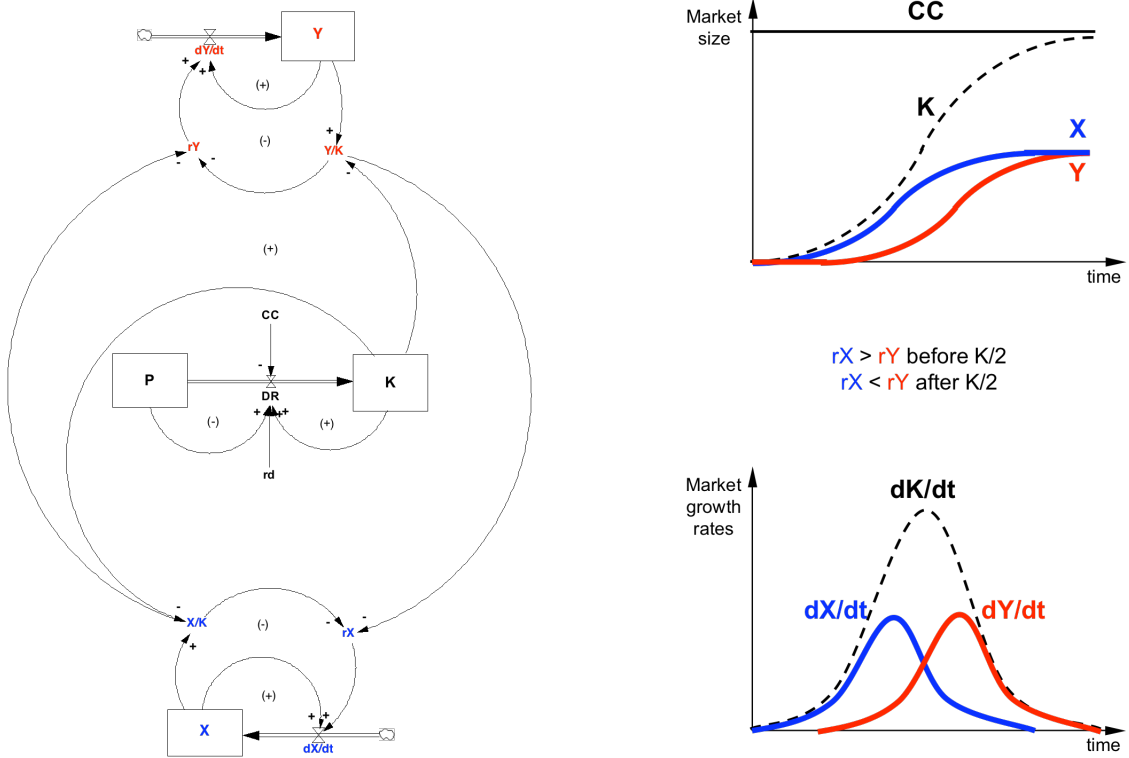 Y
dY/dt
+
+
(+)
(-)
+
rY
-
-
Y/K
-
(+)
CC
-
P
K
DR
+
++
(-)
(+)
rd
-
X/K
+
(-)
-
-
rX
(+)
+
+
X
dX/dt
Market
size
CC
K
X
Y
time
rX > rY before K/2
rX < rY after K/2
Market
growth
rates
dK/dt
dX/dt
dY/dt
time